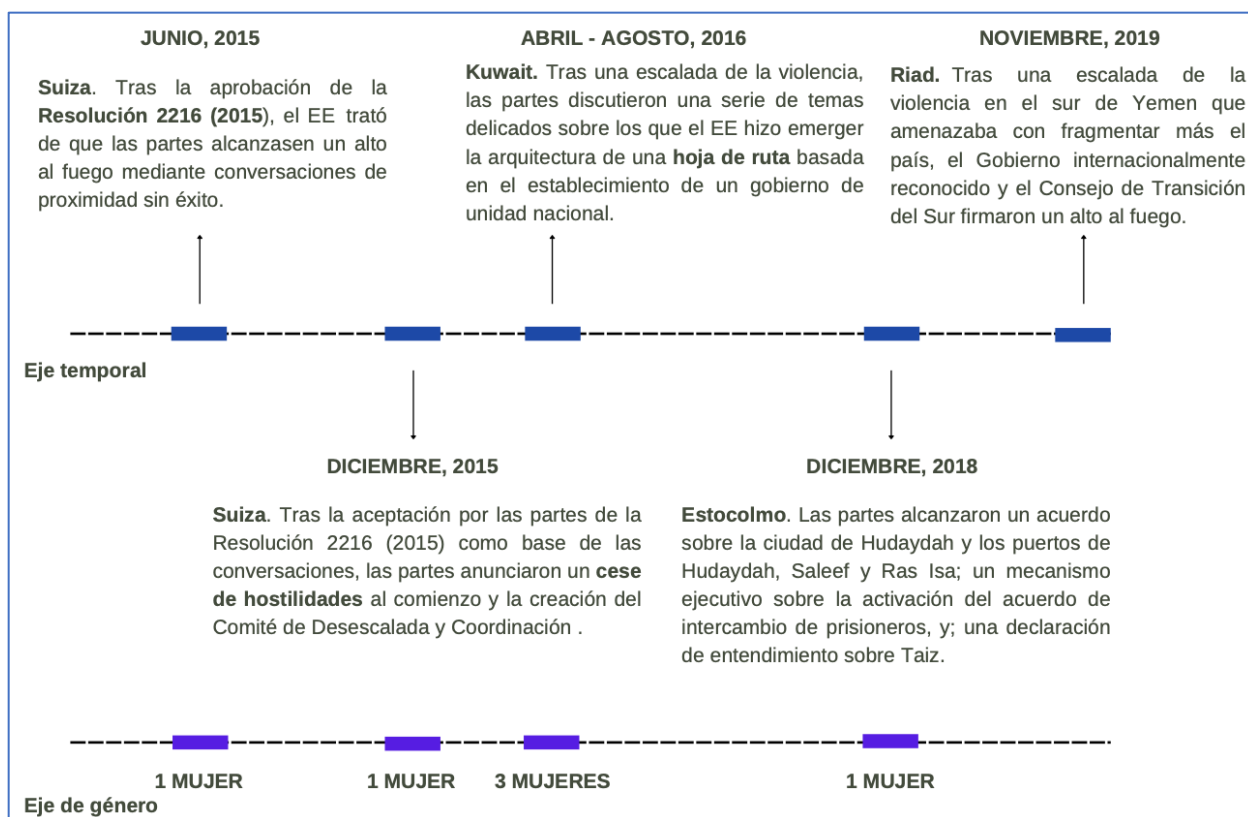 JUNIO, 2015
Suiza. Tras la aprobación de la
Resolución 2216 (2015), el EE trató
de que las partes alcanzasen un alto
al fuego mediante conversaciones de
proximidad sin éxito.
ABRIL - AGOSTO, 2016
Kuwait. Tras una escalada de la violencia,
las partes discutieron una serie de temas
delicados sobre los que el EE hizo emerger
la arquitectura de una hoja de ruta basada
en el establecimiento de un gobierno de
unidad nacional.
NOVIEMBRE, 2019
Riad. Tras una escalada de la
violencia en el sur de Yemen que
amenazaba con fragmentar más el
país, el Gobierno internacionalmente
reconocido y el Consejo de Transición
del Sur firmaron un alto al fuego.
Eje temporal
DICIEMBRE, 2015
Suiza. Tras la aceptación por las partes de la
Resolución 2216 (2015) como base de las
conversaciones, las partes anunciaron un cese
de hostilidades al comienzo y la creación del
Comité de Desescalada y Coordinación .
DICIEMBRE, 2018
Estocolmo. Las partes alcanzaron un acuerdo
sobre la ciudad de Hudaydah y los puertos de
Hudaydah, Saleef y Ras Isa; un mecanismo
ejecutivo sobre la activación del acuerdo de
intercambio de prisioneros, y; una declaración
de entendimiento sobre Taiz.
1 MUJER
1 MUJER
3 MUJERES
1 MUJER
Eje de género